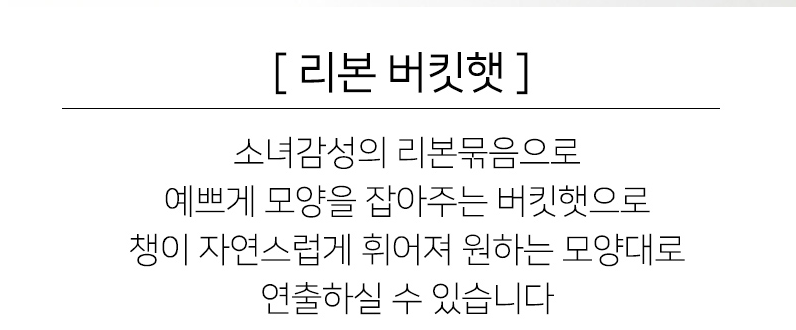 [ 리본 버킷햇 ]
소녀감성의 리본묶음으로
예쁘게 모양을 잡아주는 버킷햇으로
챙이 자연스럽게 휘어져 원하는 모양대로
연출하실 수 있습니다